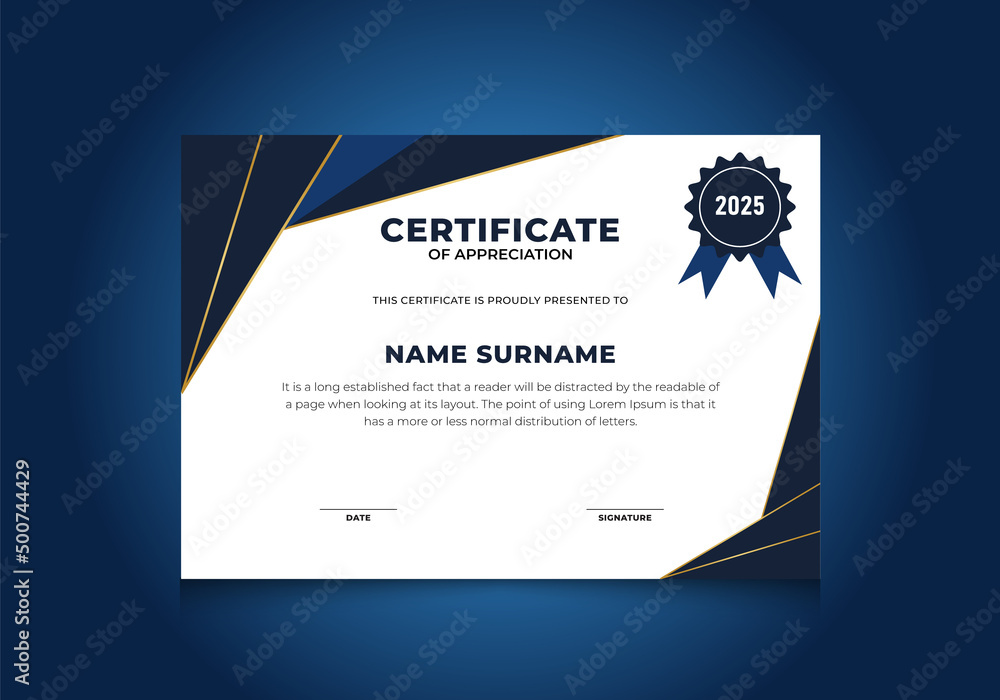 2025
CERTIFICATE
OF APPRECIATION
THIS CERTIFICATE IS PROUDLY PRESENTED TO
NAME SURNAME
It is a long established fact that a reader will be distracted by the readable of
a page when looking at its layout. The point of using Lorem Ipsum is that it
has a more or less normal distribution of letters.
DATE
SIGNATURE
Adobe Stock | #500744429
Adobe Stock